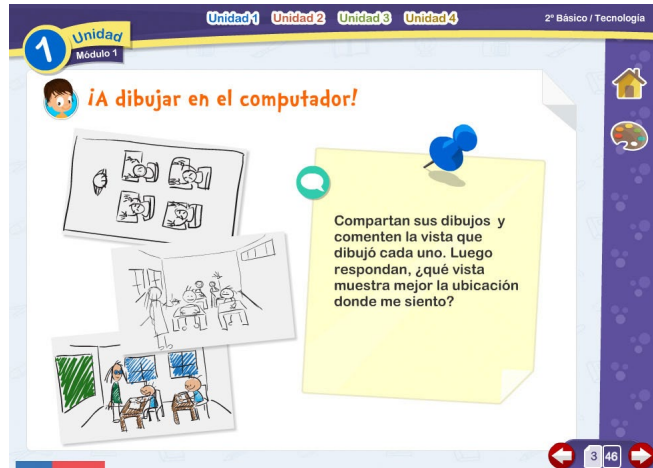 Unidad 1 Unidad 2 Unidad 3 Unidad 4
2º Básico / Tecnología
1 Unidad
Módulo 1
¡A dibujar en el computador!
Compartan sus dibujos y
comenten la vista que
dibujó cada uno. Luego
respondan, ¿qué vista
muestra mejor la ubicación
donde me siento?
3 46